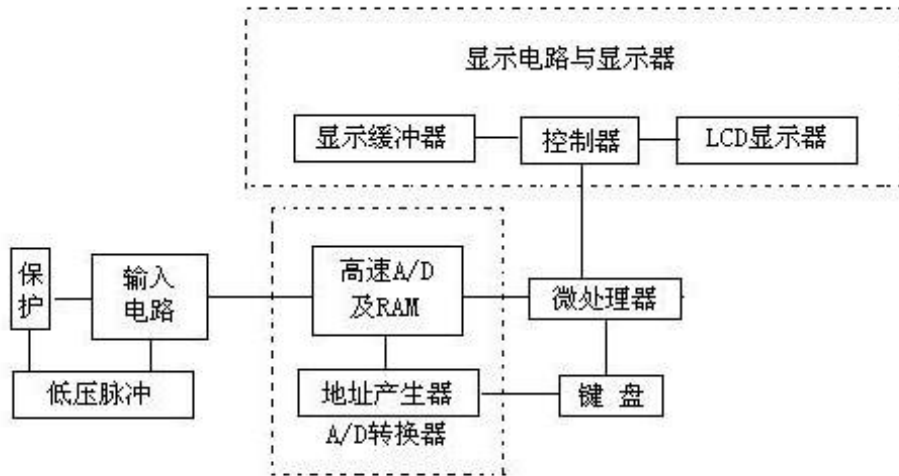 显示电路与显示器
显示缓冲器
控制器
LCD显示器
保
护
输入
电路
高速A/D
及RAM
微处理器
低压脉冲
地址产生器
键 盘
A/D转换器